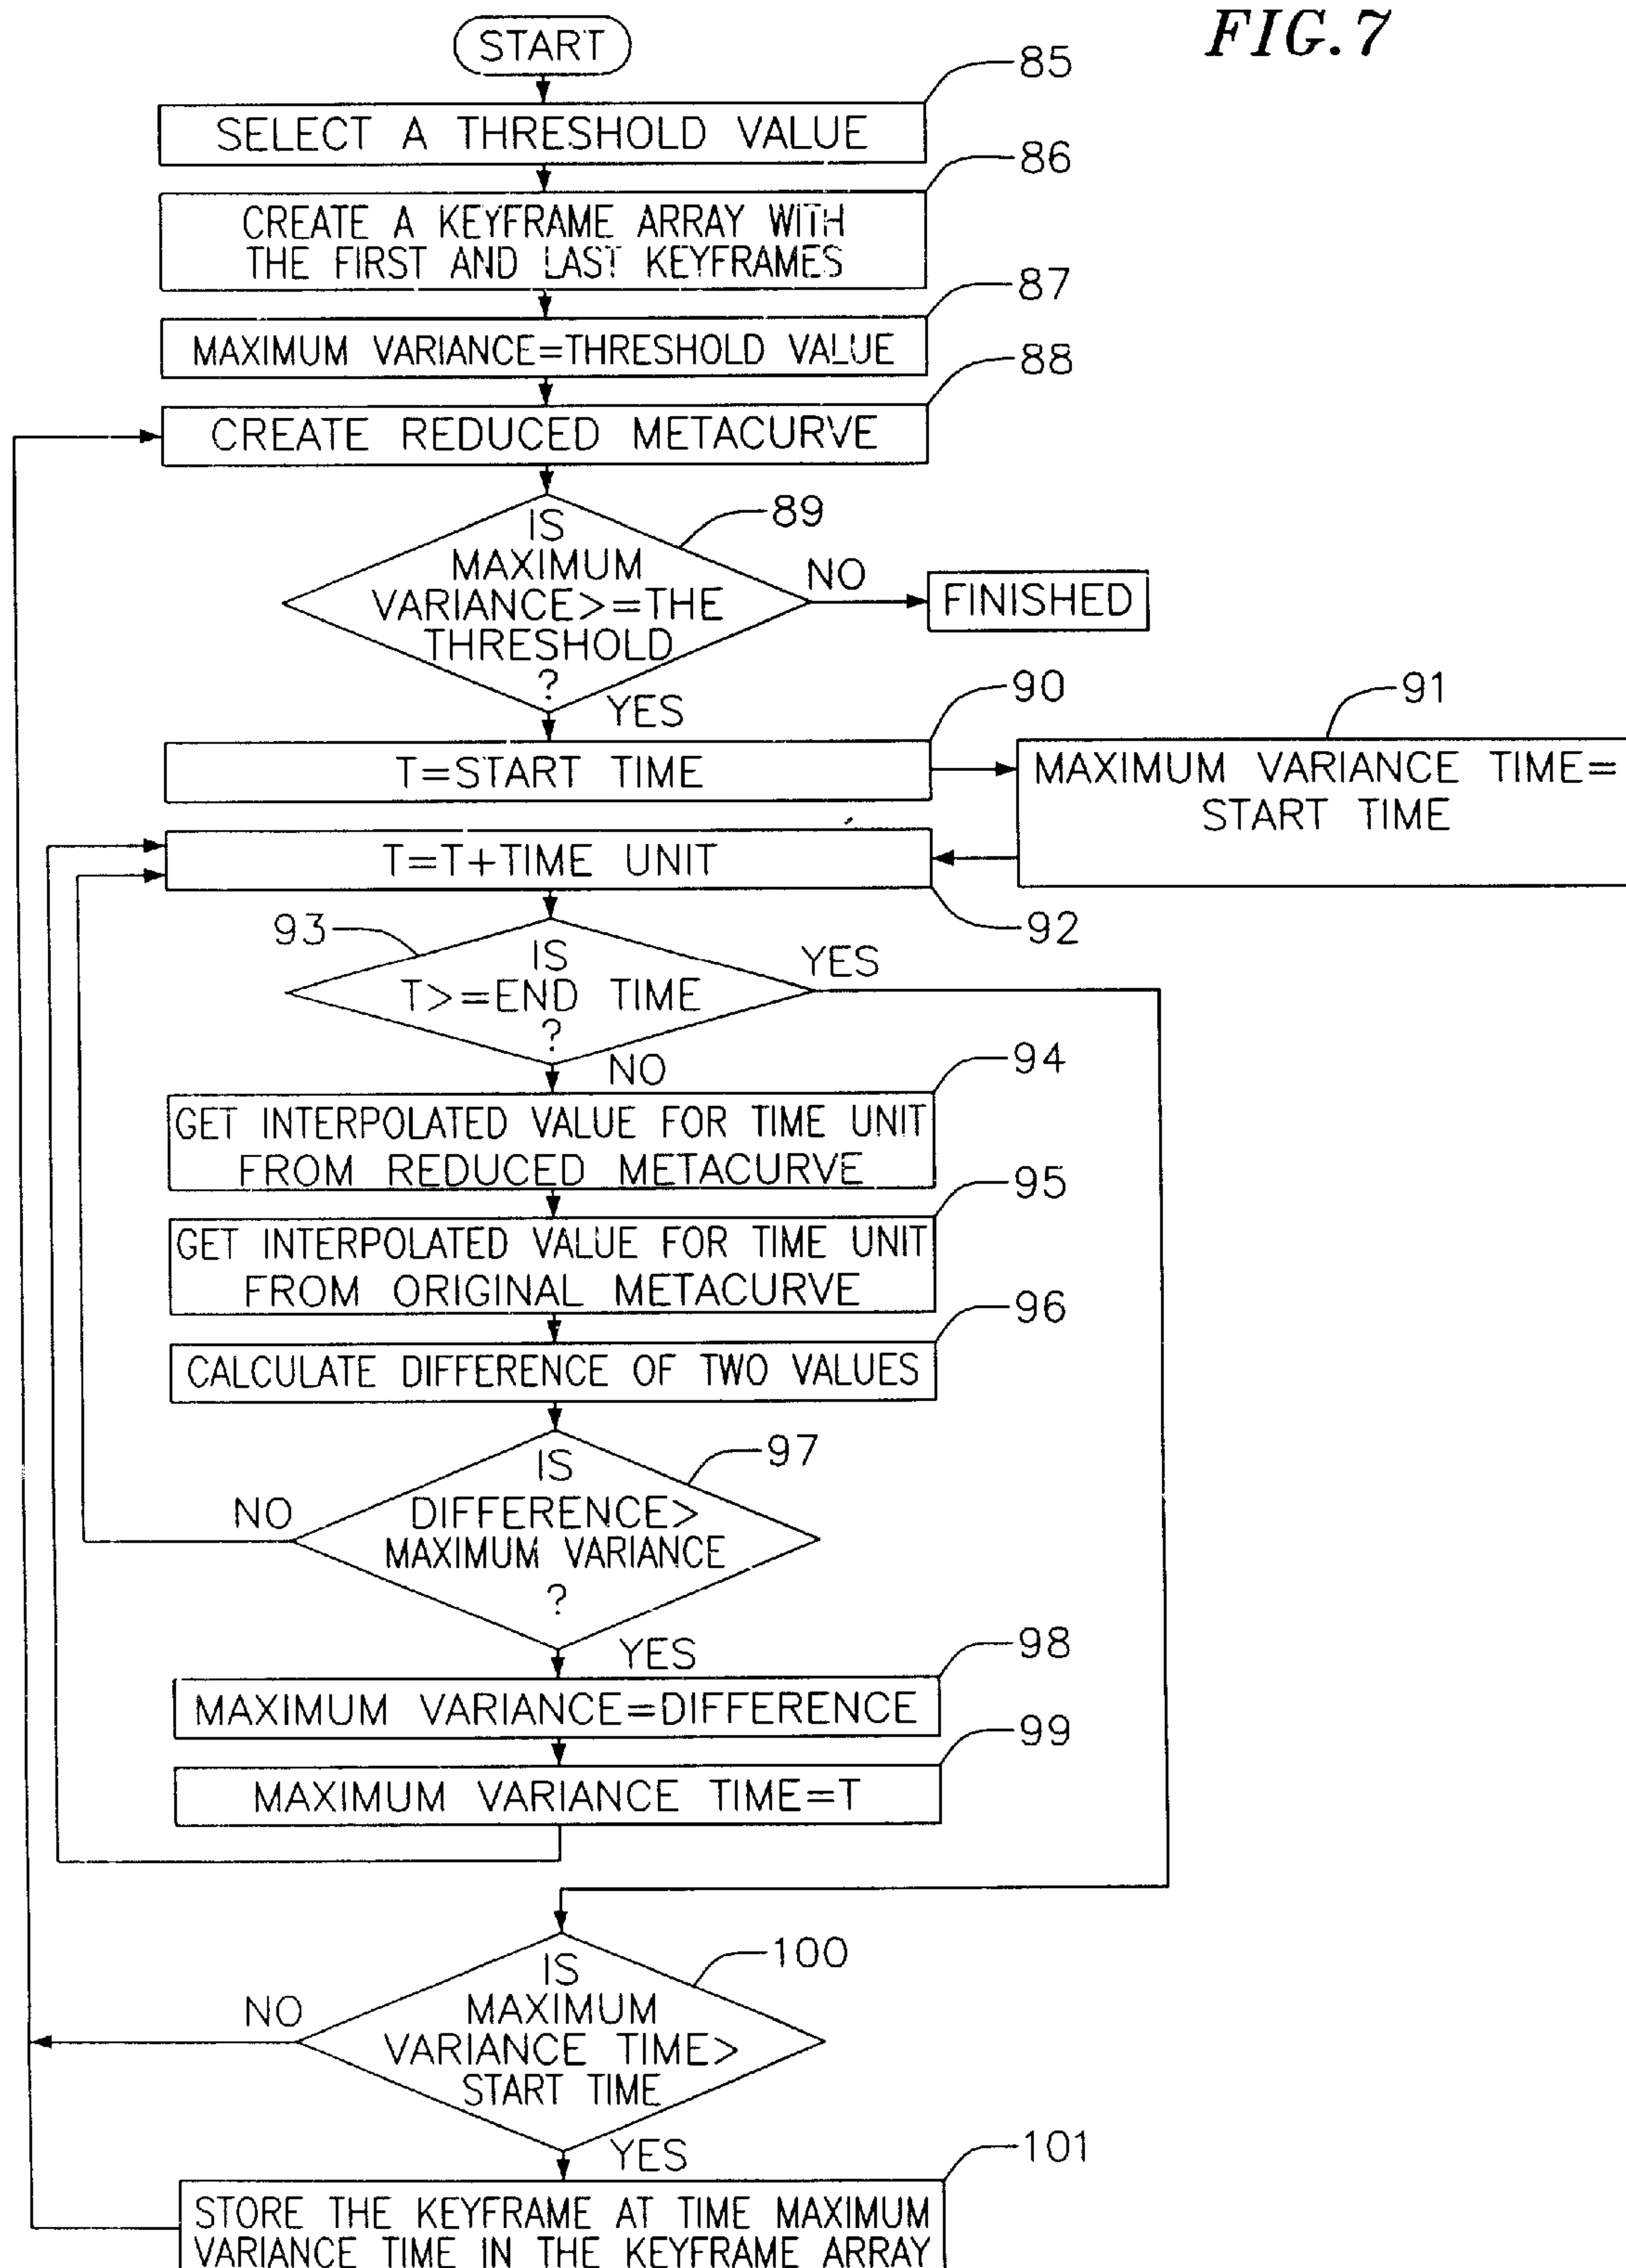 FIG. 7
START
85
SELECT A THRESHOLD VALUE
86
CREATE A KEYFRAME ARRAY WITH
THE FIRST AND LAST KEYFRAMES
87
MAXIMUM VARIANCE=THRESHOLD VALUE
88
CREATE REDUCED METACURVE
89
IS
MAXIMUM
VARIANCE>=THE
THRESHOLD
?
NO
FINISHED
YES
90
T=START TIME
91
MAXIMUM VARIANCE TIME=
START TIME
T=T+TIME UNIT
92
93
IS
T>=END TIME
?
YES
NO
94
GET INTERPOLATED VALUE FOR TIME UNIT
FROM REDUCED METACURVE
95
GET INTERPOLATED VALUE FOR TIME UNIT
FROM ORIGINAL METACURVE
96
CALCULATE DIFFERENCE OF TWO VALUES
97
IS
DIFFERENCE>
MAXIMUM VARIANCE
?
NO
YES
98
MAXIMUM VARIANCE=DIFFERENCE
99
MAXIMUM VARIANCE TIME=T
100
IS
MAXIMUM
VARIANCE TIME>
START TIME
NO
YES
101
STORE THE KEYFRAME AT TIME MAXIMUM
VARIANCE TIME IN THE KEYFRAME ARRAY